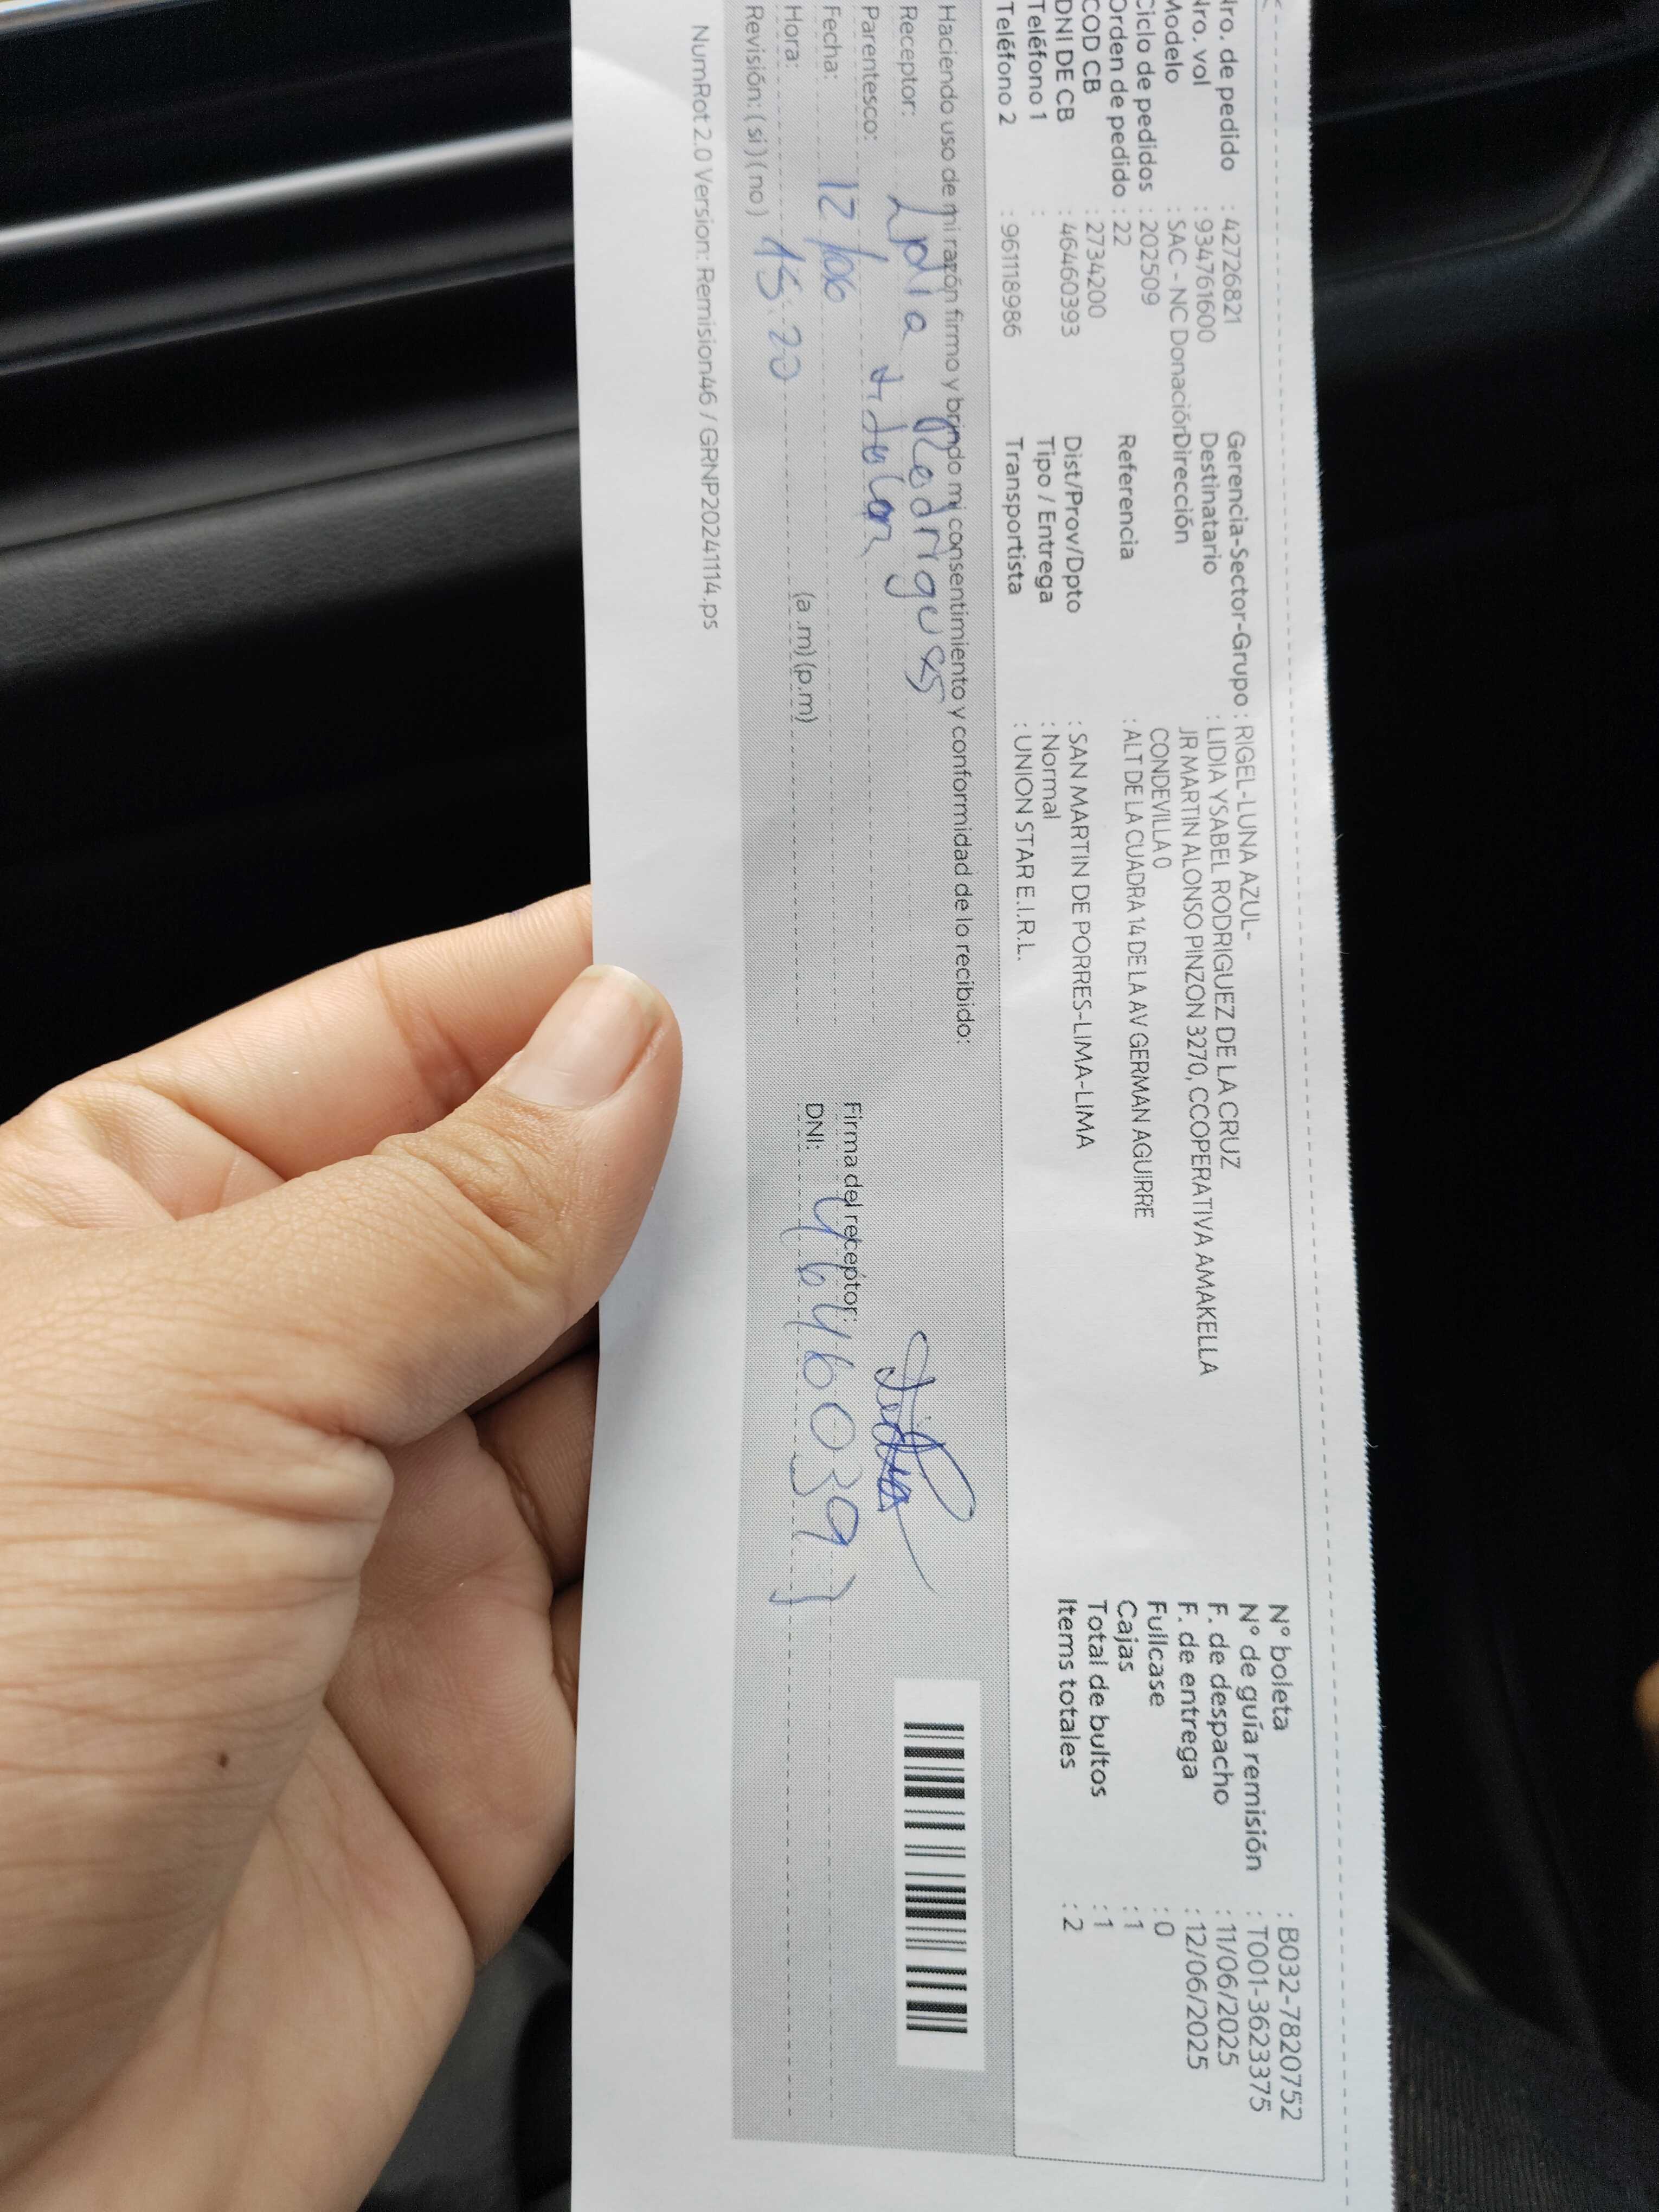 Nro. de pedido : 42726821
Nro. vol : 934761600
Modelo : SAC - NC Donación
Ciclo de pedidos : 202509
Orden de pedido : 22
COD CB : 2734200
DNI DE CB : 46460393
Teléfono 1 :
Teléfono 2 : 961118986
Gerencia-Sector-Grupo : RIGEL-LUNA AZUL-
Destinatario : LIDIA YSABEL RODRIGUEZ DE LA CRUZ
Dirección JR MARTIN ALONSO PINZON 3270, CCOPERATIVA AMAKELLA
CONDEVILLA 0
Referencia : ALT DE LA CUADRA 14 DE LA AV GERMAN AGUIRRE
Dist/Prov/Dpto : SAN MARTIN DE PORRES-LIMA-LIMA
Tipo / Entrega : Normal
Transportista : UNION STAR E.I.R.L.
N° boleta : B032-7820752
N° de guía remisión : T001-3623375
F. de despacho : 11/06/2025
F. de entrega : 12/06/2025
Fullcase : 0
Cajas : 1
Total de bultos : 1
Items totales : 2
Haciendo uso de mi razón firmo y brindo mi consentimiento y conformidad de lo recibido:
Receptor: Lidia Rodriguez
Parentesco: titular
Fecha: 12/06
Hora: 15:20 (a.m) (p.m)
Revisión: ( si ) ( no )
Firma del receptor:
DNI: 46460393
NumRot 2.0 Version: Remision46 / GRNP20241114.ps